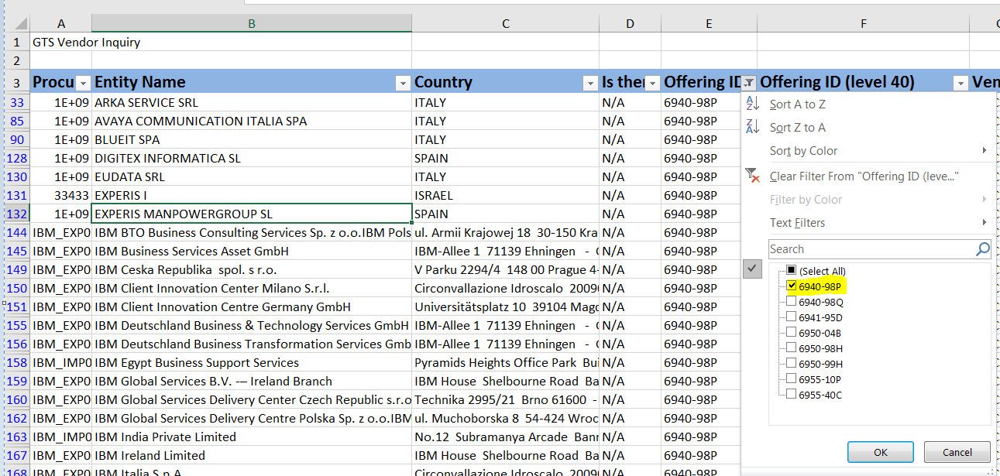 A B C D E F
1 GTS Vendor Inquiry
2
3 Procu Entity Name Country Is ther Offering ID Offering ID (level 40) Ven
33 1E+09 ARKA SERVICE SRL ITALY N/A 6940-98P
85 1E+09 AVAYA COMMUNICATION ITALIA SPA ITALY N/A 6940-98P
90 1E+09 BLUEIT SPA ITALY N/A 6940-98P
128 1E+09 DIGITEX INFORMATICA SL SPAIN N/A 6940-98P
130 1E+09 EUDATA SRL ITALY N/A 6940-98P
131 33433 EXPERIS I ISRAEL N/A 6940-98P
132 1E+09 EXPERIS MANPOWERGROUP SL SPAIN N/A 6940-98P
144 IBM_EXP0 IBM BTO Business Consulting Services Sp. z o.o.IBM Pols ul. Armii Krajowej 18 30-150 Kra N/A 6940-98P
145 IBM_EXP0 IBM Business Services Asset GmbH IBM-Allee 1 71139 Ehningen - N/A 6940-98P
149 IBM_EXP0 IBM Ceska Republika spol. s r.o. V Parku 2294/4 148 00 Prague 4- N/A 6940-98P
150 IBM_EXP0 IBM Client Innovation Center Milano S.r.l. Circonvallazione Idroscalo 2009 N/A 6940-98P
151 IBM_EXP0 IBM Client Innovation Centre Germany GmbH Universitätsplatz 10 39104 Magd N/A 6940-98P
155 IBM_EXP0 IBM Deutschland Business & Technology Services GmbH IBM-Allee 1 71139 Ehningen - N/A 6940-98P
156 IBM_EXP0 IBM Deutschland Business Transformation Services Gmb IBM-Allee 1 71139 Ehningen - N/A 6940-98P
158 IBM_IMP0 IBM Egypt Business Support Services Pyramids Heights Office Park Bui N/A 6940-98P
159 IBM_EXP0 IBM Global Services B.V. -– Ireland Branch IBM House Shelbourne Road Ba N/A 6940-98P
160 IBM_EXP0 IBM Global Services Delivery Center Czech Republic s.r.o Technika 2995/21 Brno 61600 - N/A 6940-98P
162 IBM_EXP0 IBM Global Services Delivery Centre Polska Sp. z o.o.IBM ul. Muchoborska 8 54-424 Wroc N/A 6940-98P
163 IBM_IMP0 IBM India Private Limited No.12 Subramanya Arcade Bann N/A 6940-98P
167 IBM_EXP0 IBM Ireland Limited IBM House Shelbourne Road Ba N/A 6940-98P
168 IBM_EXP0 IBM Italia S.p.A. Circonvallazione Idroscalo 2009 N/A 6940-98P
Sort A to Z
Sort Z to A
Sort by Color
Clear Filter From "Offering ID (leve..."
Filter by Color
Text Filters
Search
(Select All)
6940-98P
6940-98Q
6941-95D
6950-04B
6950-98H
6950-99H
6955-10P
6955-40C
OK Cancel